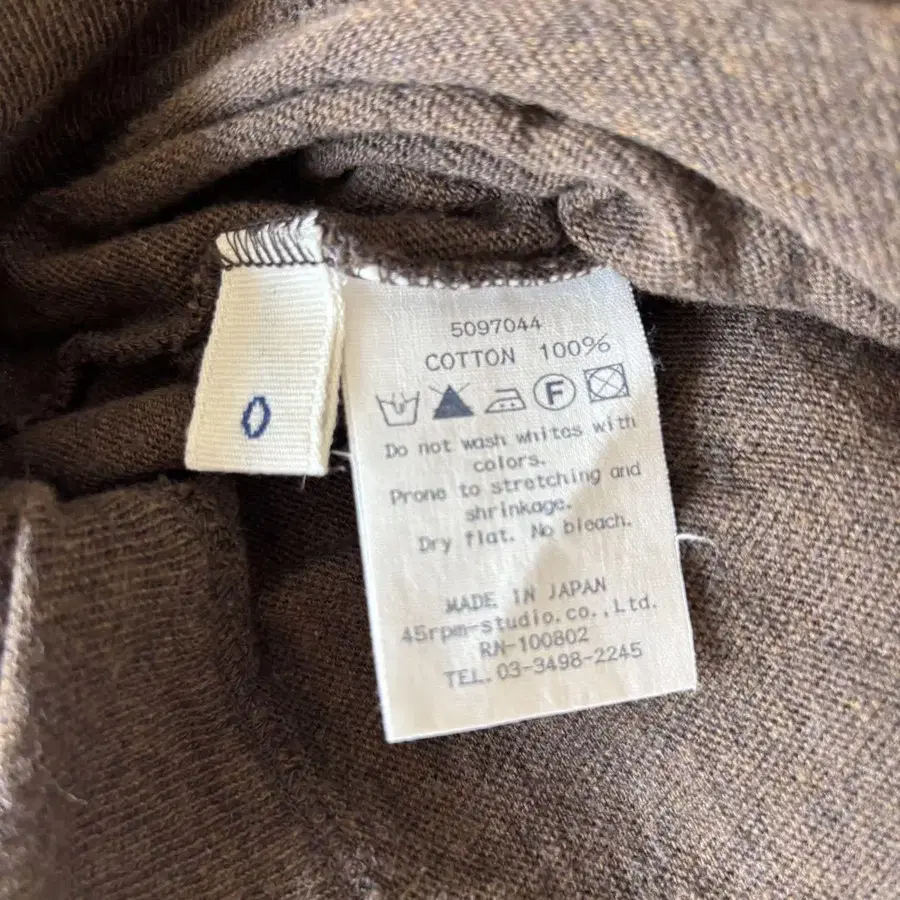 0
5097044
COTTON 100%
F
Do not wash whites with
colors.
Prone to stretching and
shrinkage.
Dry flat. No bleach.
MADE IN JAPAN
45rpm-studio.co.,Ltd.
RN-100802
TEL.03-3498-2245